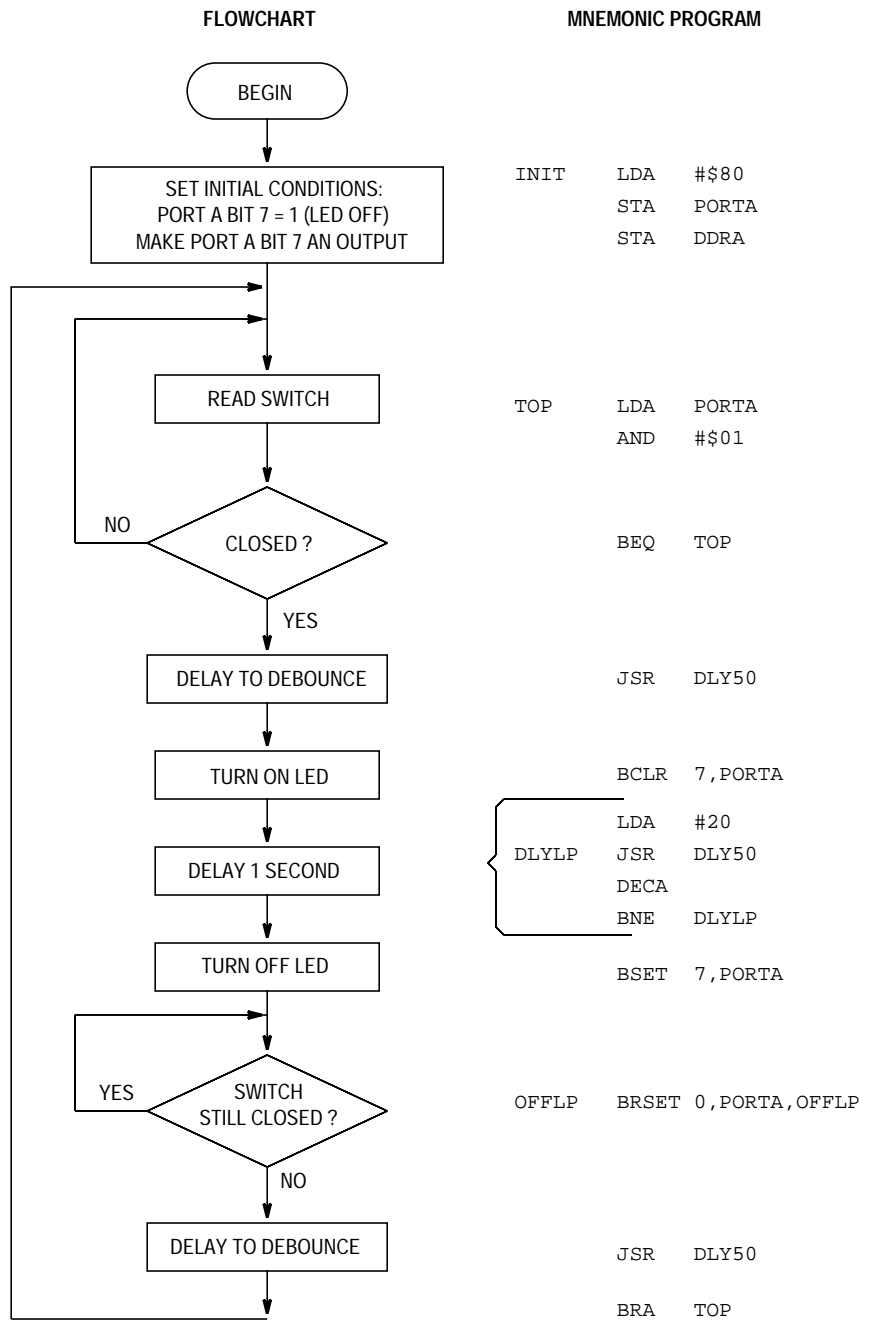 FLOWCHART
MNEMONIC PROGRAM
BEGIN
SET INITIAL CONDITIONS:
PORT A BIT 7 = 1 (LED OFF)
MAKE PORT A BIT 7 AN OUTPUT
INIT LDA #$80
STA PORTA
STA DDRA
READ SWITCH
TOP LDA PORTA
AND #$01
NO
CLOSED ?
BEQ TOP
YES
DELAY TO DEBOUNCE
JSR DLY50
TURN ON LED
BCLR 7,PORTA
LDA #20
DELAY 1 SECOND
DLYLP JSR DLY50
DECA
BNE DLYLP
TURN OFF LED
BSET 7,PORTA
YES
SWITCH
STILL CLOSED ?
OFFLP BRSET 0,PORTA,OFFLP
NO
DELAY TO DEBOUNCE
JSR DLY50
BRA TOP